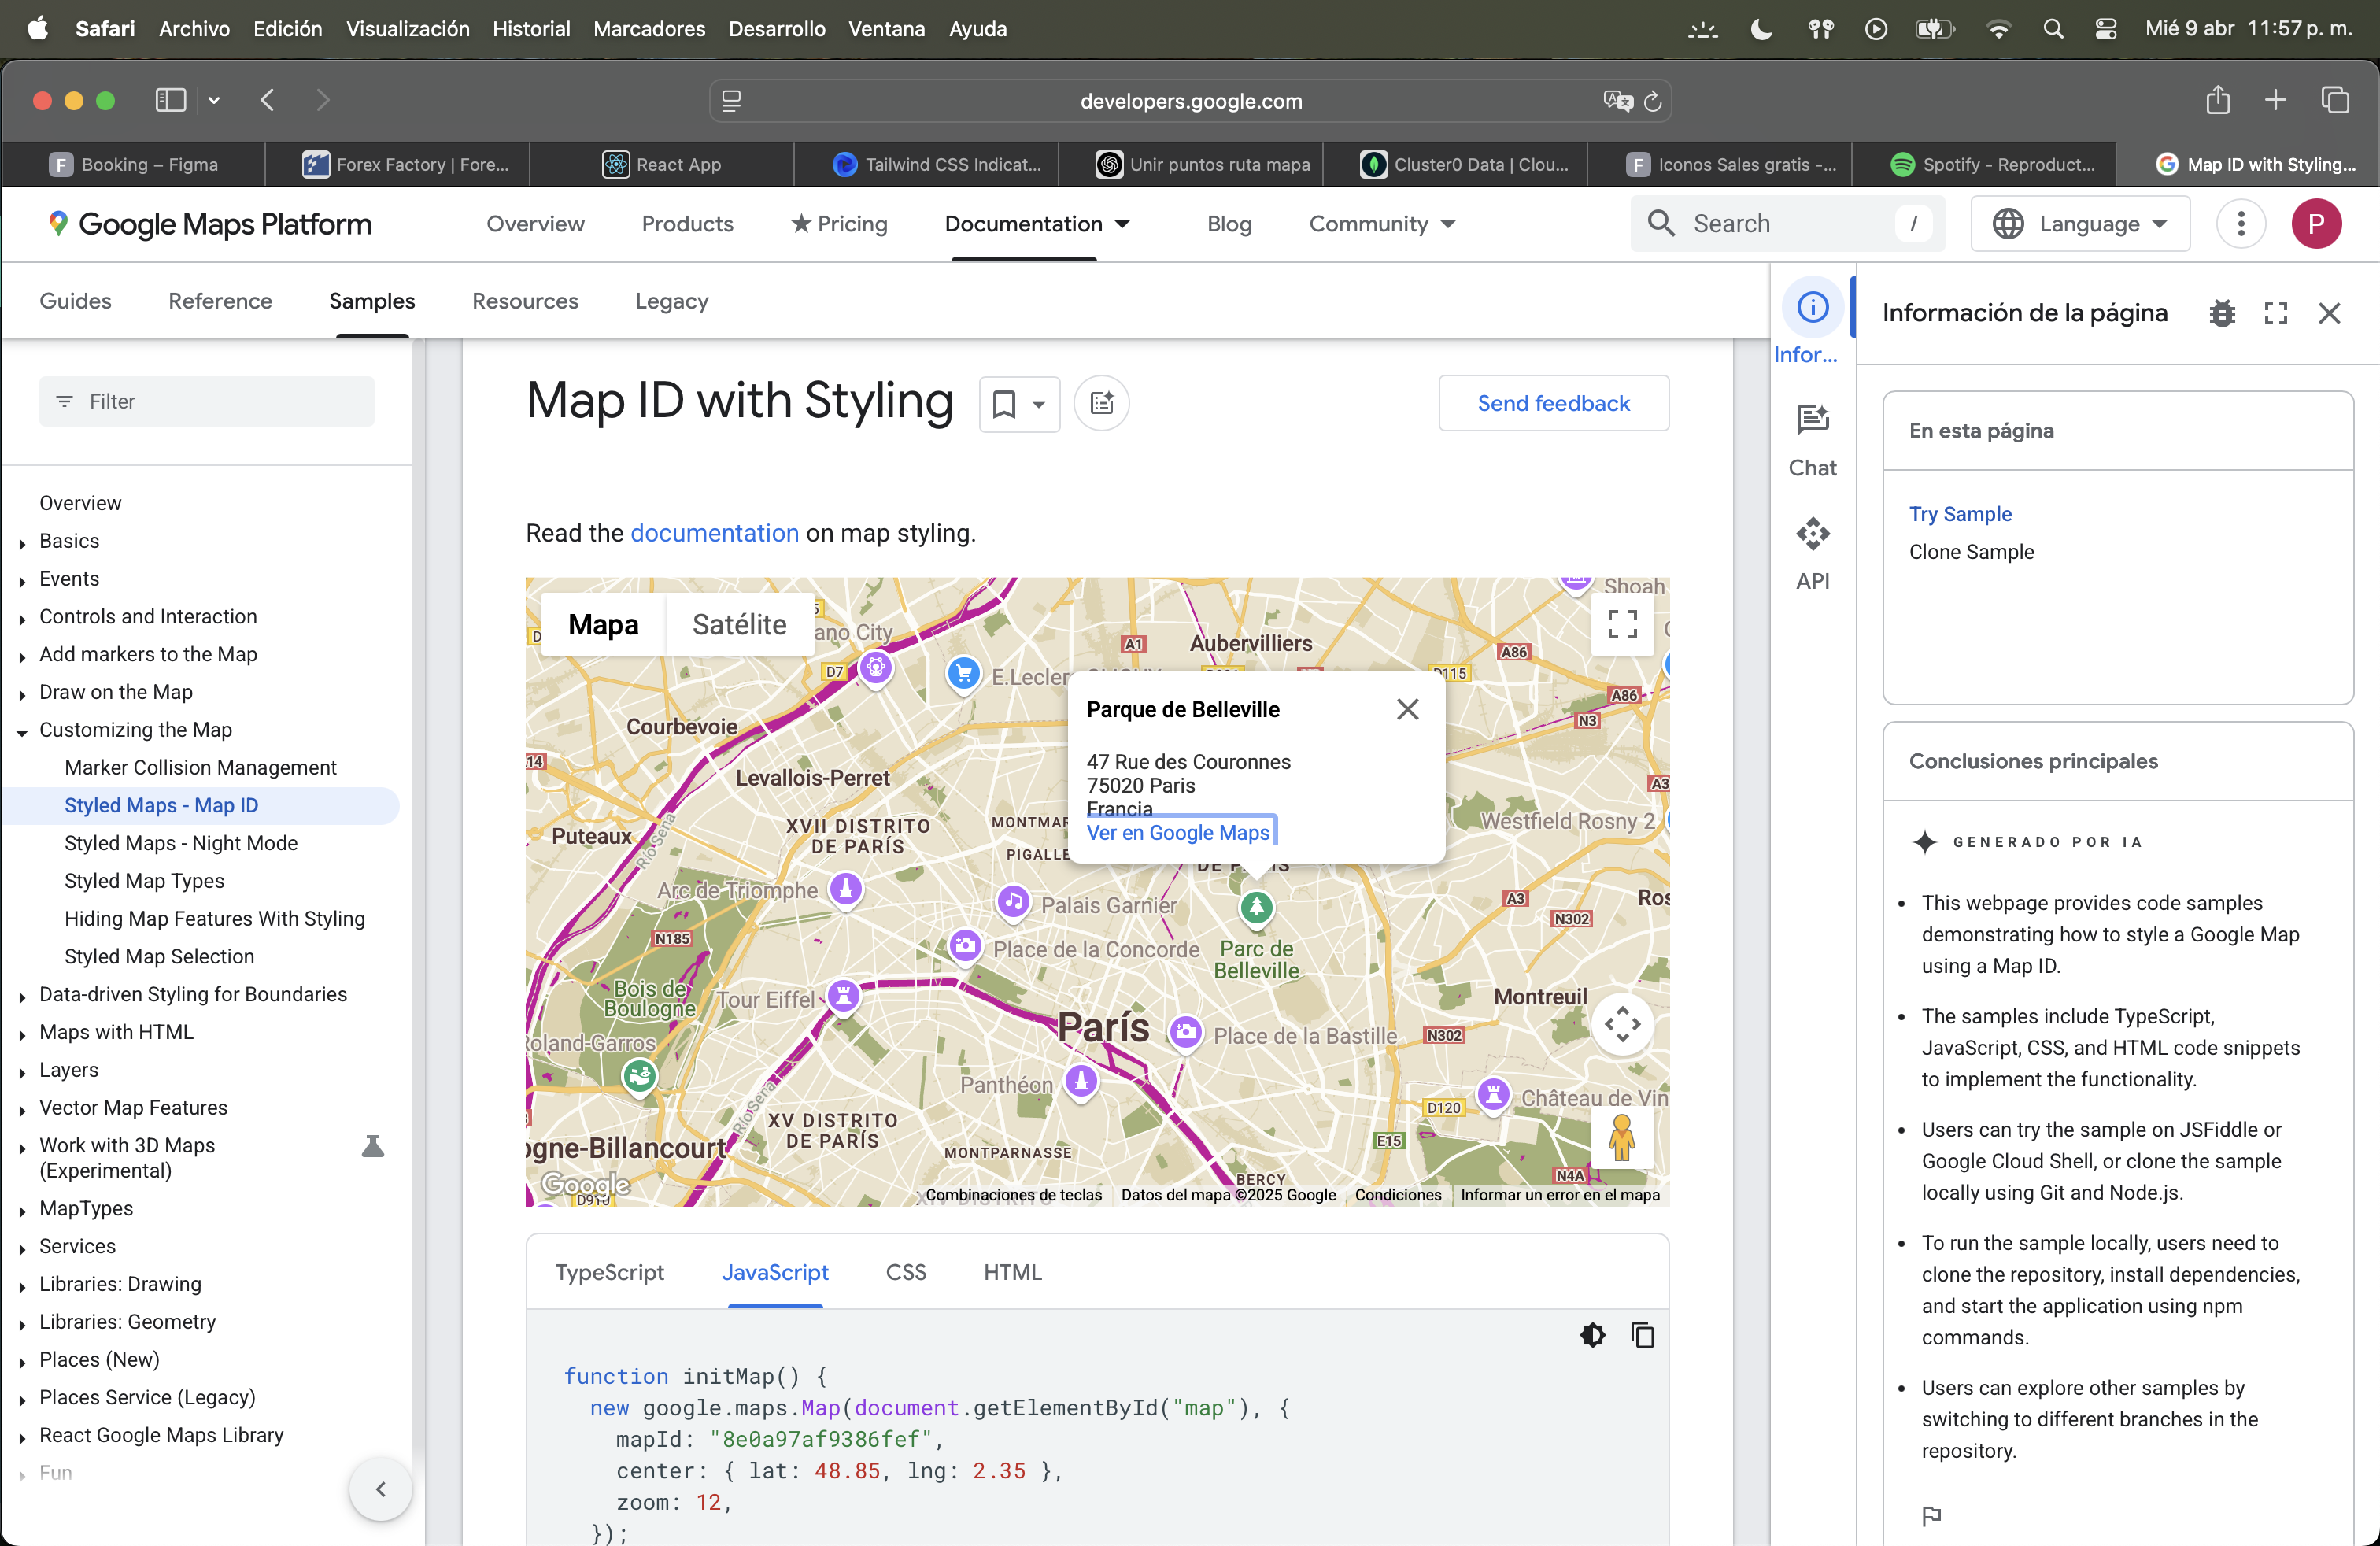 Safari Archivo Edición Visualización Historial Marcadores Desarrollo Ventana Ayuda Mié 9 abr 11:57 p. m.
developers.google.com
Booking – Figma
Forex Factory | Fore...
React App
Tailwind CSS Indicat...
Unir puntos ruta mapa
Cluster0 Data | Clou...
Iconos Sales gratis -...
Spotify - Reproduct...
Map ID with Styling...
Google Maps Platform Overview Products ★ Pricing Documentation Blog Community Search / Language P
Guides Reference Samples Resources Legacy
Filter
Overview
Basics
Events
Controls and Interaction
Add markers to the Map
Draw on the Map
Customizing the Map
Marker Collision Management
Styled Maps - Map ID
Styled Maps - Night Mode
Styled Map Types
Hiding Map Features With Styling
Styled Map Selection
Data-driven Styling for Boundaries
Maps with HTML
Layers
Vector Map Features
Work with 3D Maps
(Experimental)
MapTypes
Services
Libraries: Drawing
Libraries: Geometry
Places (New)
Places Service (Legacy)
React Google Maps Library
Fun
Map ID with Styling
Send feedback
Read the documentation on map styling.
Mapa Satélite
Shoah
ano City
A1
Aubervilliers
A86
D7
E.Lecler
D115
A86
N3
Courbevoie
Parque de Belleville
47 Rue des Couronnes
75020 Paris
Francia
Ver en Google Maps
14
Levallois-Perret
A3
Puteaux
Río Sena
XVII DISTRITO
DE PARÍS
MONTMAR
PIGALLE
Westfield Rosny 2
DE PARÍS
Arc de Triomphe
Palais Garnier
A3
Ros
N302
N185
Place de la Concorde
Parc de
Belleville
Bois de
Boulogne
Tour Eiffel
Montreuil
París
Place de la Bastille
N302
Roland-Garros
Panthéon
D120
Château de Vin
Río Sena
XV DISTRITO
DE PARÍS
ogne-Billancourt
MONTPARNASSE
E15
N4A
BERCY
Google
D910
Combinaciones de teclas Datos del mapa ©2025 Google Condiciones Informar un error en el mapa
TypeScript JavaScript CSS HTML
function initMap() {
new google.maps.Map(document.getElementById("map"), {
mapId: "8e0a97af9386fef",
center: { lat: 48.85, lng: 2.35 },
zoom: 12,
});
Infor...
Chat
API
Información de la página
En esta página
Try Sample
Clone Sample
Conclusiones principales
GENERADO POR IA
• This webpage provides code samples
demonstrating how to style a Google Map
using a Map ID.
• The samples include TypeScript,
JavaScript, CSS, and HTML code snippets
to implement the functionality.
• Users can try the sample on JSFiddle or
Google Cloud Shell, or clone the sample
locally using Git and Node.js.
• To run the sample locally, users need to
clone the repository, install dependencies,
and start the application using npm
commands.
• Users can explore other samples by
switching to different branches in the
repository.